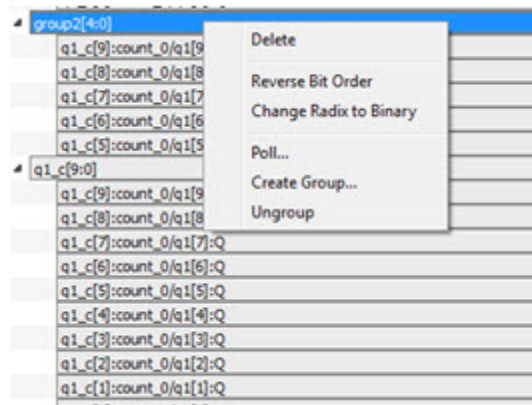 group2[4:0]
q1_c[9]:count_0/q1[9
q1_c[8]:count_0/q1[8
q1_c[7]:count_0/q1[7
q1_c[6]:count_0/q1[6
q1_c[5]:count_0/q1[5
q1_c[9:0]
q1_c[9]:count_0/q1[9
q1_c[8]:count_0/q1[8
q1_c[7]:count_0/q1[7]:Q
q1_c[6]:count_0/q1[6]:Q
q1_c[5]:count_0/q1[5]:Q
q1_c[4]:count_0/q1[4]:Q
q1_c[3]:count_0/q1[3]:Q
q1_c[2]:count_0/q1[2]:Q
q1_c[1]:count_0/q1[1]:Q
Delete
Reverse Bit Order
Change Radix to Binary
Poll...
Create Group...
Ungroup